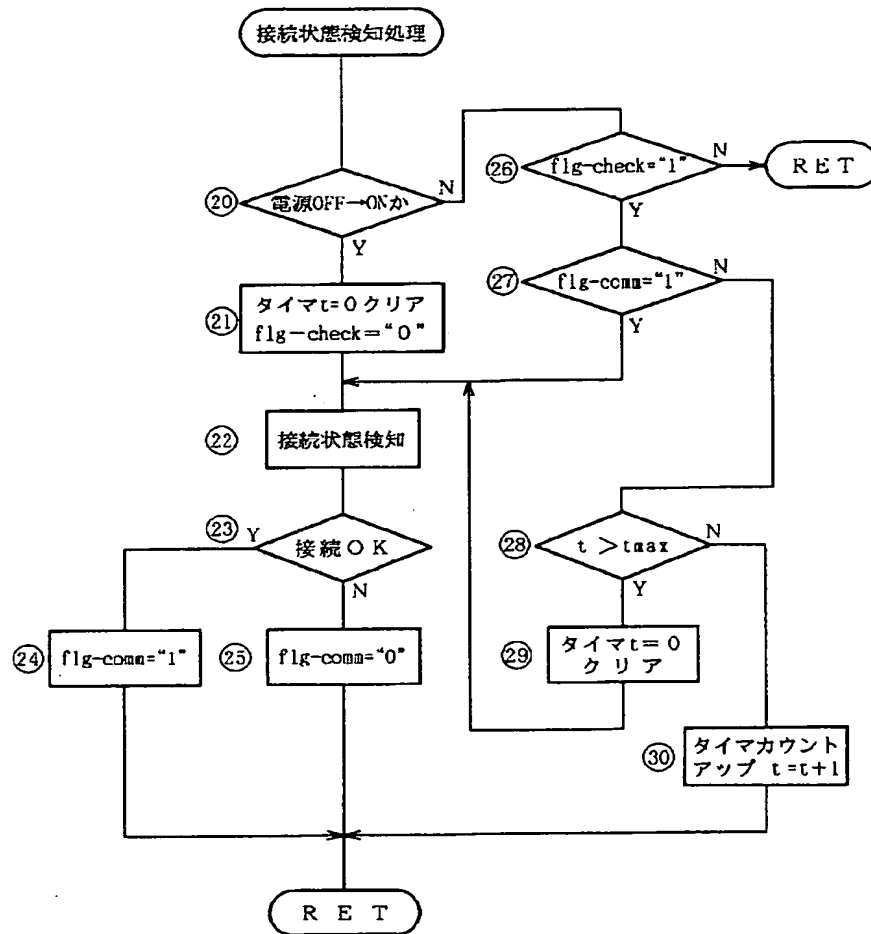 接続状態検知処理
⑳
電源OFF→ONか
N
Y
㉖
flg-check="1"
N
Y
RET
㉑
タイマt=0クリア
flg-check="0"
㉗
flg-comm="1"
N
Y
㉒
接続状態検知
㉓
Y
接続OK
N
㉘
t>tmax
N
Y
㉔
flg-comm="1"
㉕
flg-comm="0"
㉙
タイマt=0
クリア
㉚
タイマカウント
アップ t=t+1
RET